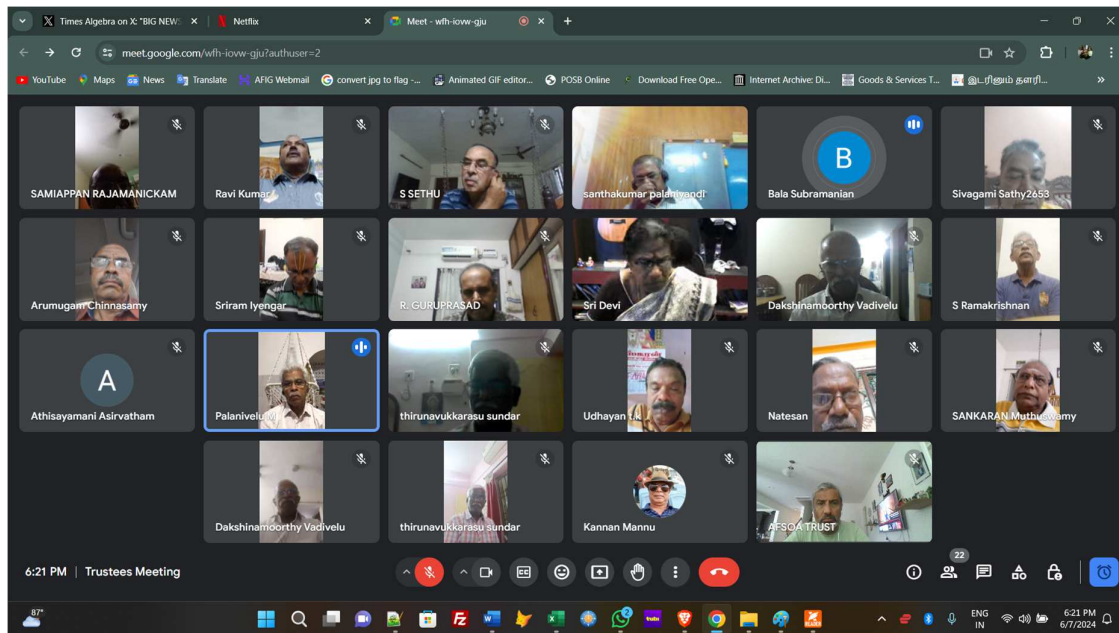 Times Algebra on X: "BIG NEWS
Netflix
Meet - wfh-iovw-gju
meet.google.com/wfh-iovw-gju?authuser=2
YouTube Maps News Translate AFIG Webmail convert jpg to flag -... Animated GIF editor... POSB Online Download Free Ope... Internet Archive: Di... Goods & Services T... இடரினும் தளரி...
SAMIAPPAN RAJAMANICKAM Ravi Kumar S SETHU santhakumar palaniyandi B Bala Subramanian Sivagami Sathy2653
Arumugam Chinnasamy Sriram Iyengar R. GURUPRASAD Sri Devi Dakshinamoorthy Vadivelu S Ramakrishnan
A Athisayamani Asirvatham Palanivelu M thirunavukkarasu sundar Udhayan t.k Natesan SANKARAN Muthuswamy
Dakshinamoorthy Vadivelu thirunavukkarasu sundar Kannan Mannu AFSOA TRUST
22
6:21 PM | Trustees Meeting
CC
87°
2
ENG
IN
6:21 PM
6/7/2024